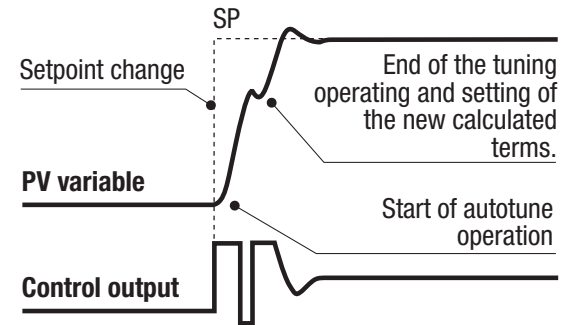 SP
Setpoint change
End of the tuning
operating and setting of
the new calculated
terms.
PV variable
Start of autotune
operation
Control output